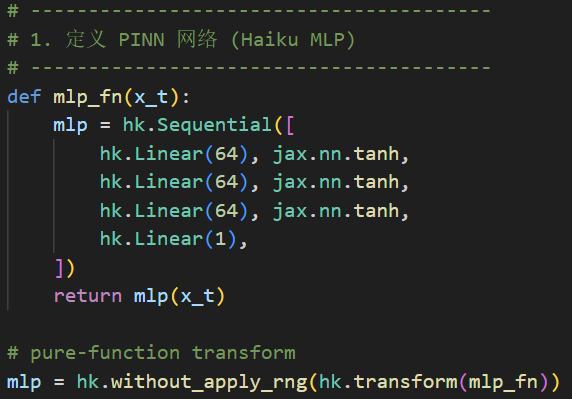 # ----------------------------------------
# 1. 定义 PINN 网络 (Haiku MLP)
# ----------------------------------------
def mlp_fn(x_t):
    mlp = hk.Sequential([
        hk.Linear(64), jax.nn.tanh,
        hk.Linear(64), jax.nn.tanh,
        hk.Linear(64), jax.nn.tanh,
        hk.Linear(1),
    ])
    return mlp(x_t)

# pure-function transform
mlp = hk.without_apply_rng(hk.transform(mlp_fn))